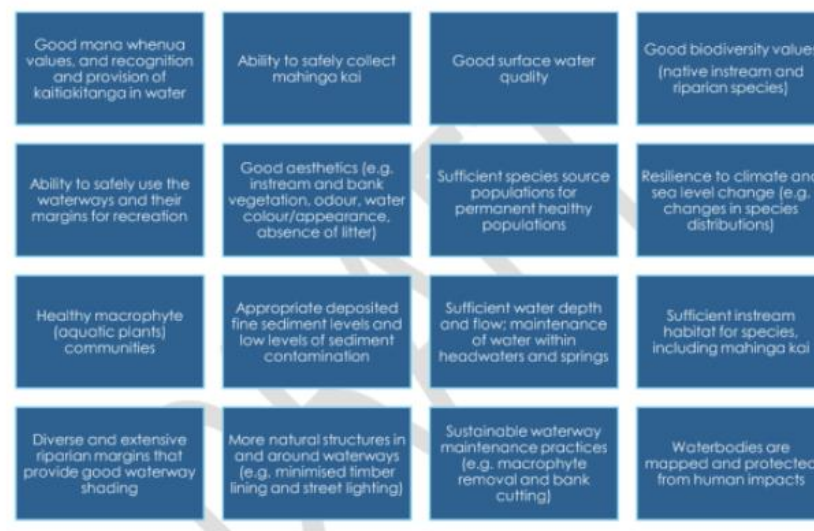 Good mana whenua
values, and recognition
and provision of
kaitiakitanga in water
Ability to safely collect
mahinga kai
Good surface water
quality
Good biodiversity values
(native instream and
riparian species)
Ability to safely use the
waterways and their
margins for recreation
Good aesthetics (e.g.
instream and bank
vegetation, odour, water
colour/appearance,
absence of litter)
Sufficient species source
populations for
permanent healthy
populations
Resilience to climate and
sea level change (e.g.
changes in species
distributions)
Healthy macrophyte
(aquatic plants)
communities
Appropriate deposited
fine sediment levels and
low levels of sediment
contamination
Sufficient water depth
and flow; maintenance
of water within
headwaters and springs
Sufficient instream
habitat for species,
including mahinga kai
Diverse and extensive
riparian margins that
provide good waterway
shading
More natural structures in
and around waterways
(e.g. minimised timber
lining and street lighting)
Sustainable waterway
maintenance practices
(e.g. macrophyte
removal and bank
cutting)
Waterbodies are
mapped and protected
from human impacts